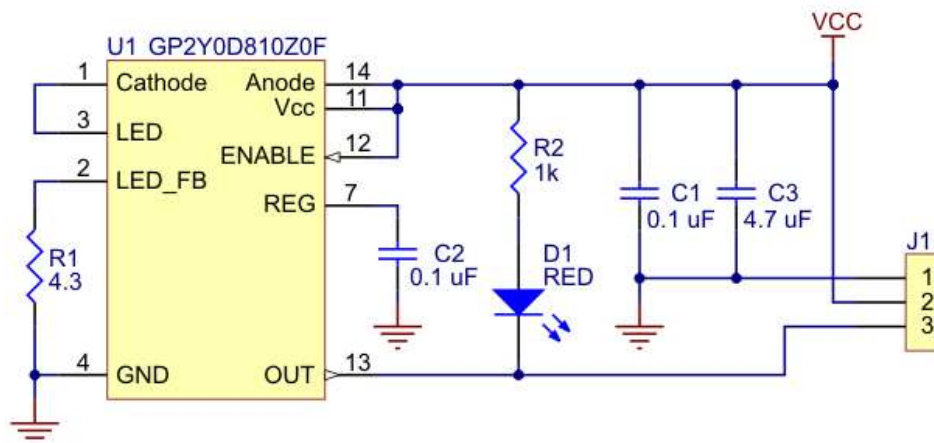 VCC
U1 GP2Y0D810Z0F
1 Cathode Anode 14
Vcc 11
3 LED
ENABLE 12
2 LED_FB
REG 7
R2
1k
C1
0.1 uF
C3
4.7 uF
J1
R1
4.3
C2
0.1 uF
D1
RED
1
2
3
4 GND OUT 13